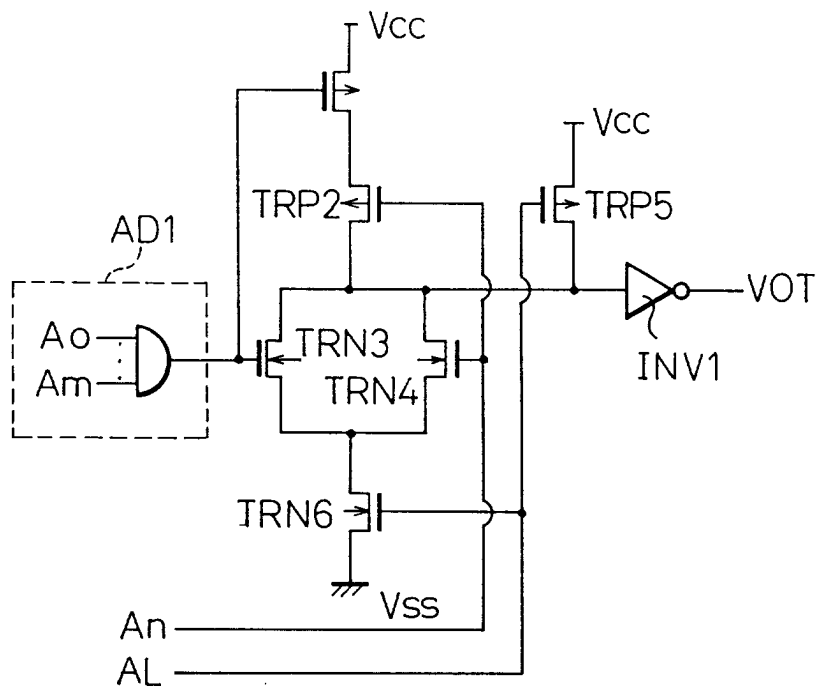 Vcc
Vcc
TRP2
TRP5
AD1
Ao
Am
TRN3
TRN4
VOT
INV1
TRN6
Vss
An
AL